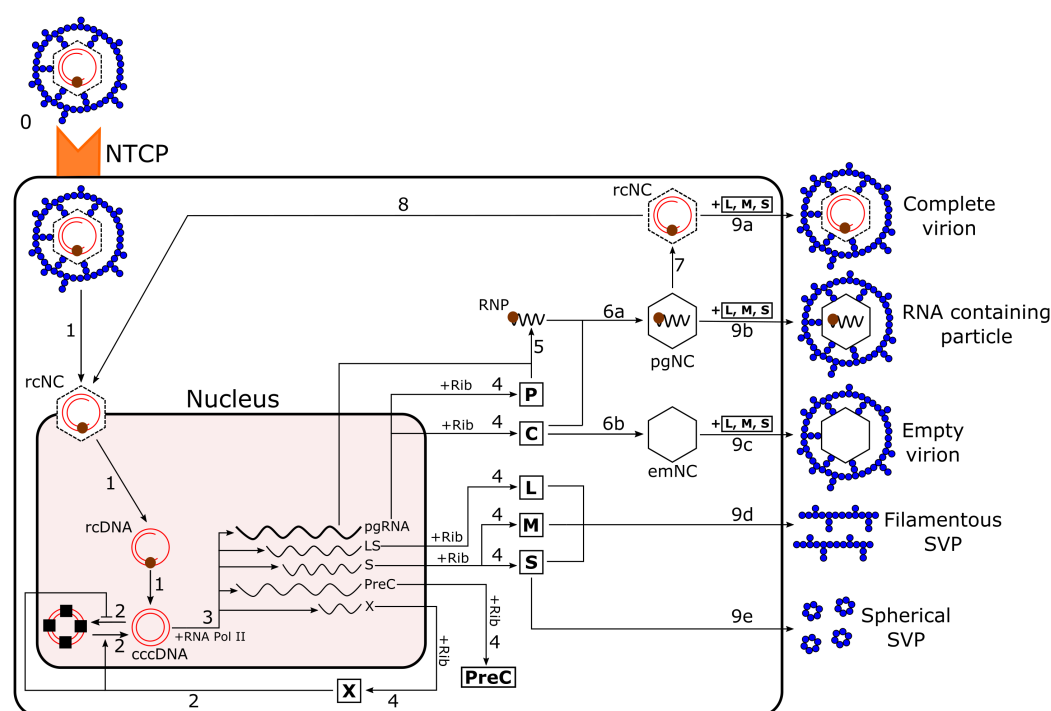 0
NTCP
rcNC
8
+ L, M, S
9a
Complete
virion
7
1
RNP
6a
+ L, M, S
9b
RNA containing
particle
5
pgNC
rcNC
+Rib
4
P
Nucleus
+Rib
4
C
6b
+ L, M, S
9c
emNC
Empty
virion
1
4
L
rcDNA
pgRNA
LS
4
M
9d
Filamentous
SVP
+Rib
4
S
S
1
PreC
2
3
X
+Rib
9e
Spherical
SVP
2
+RNA Pol II
4
cccDNA
+Rib
PreC
2
X
4